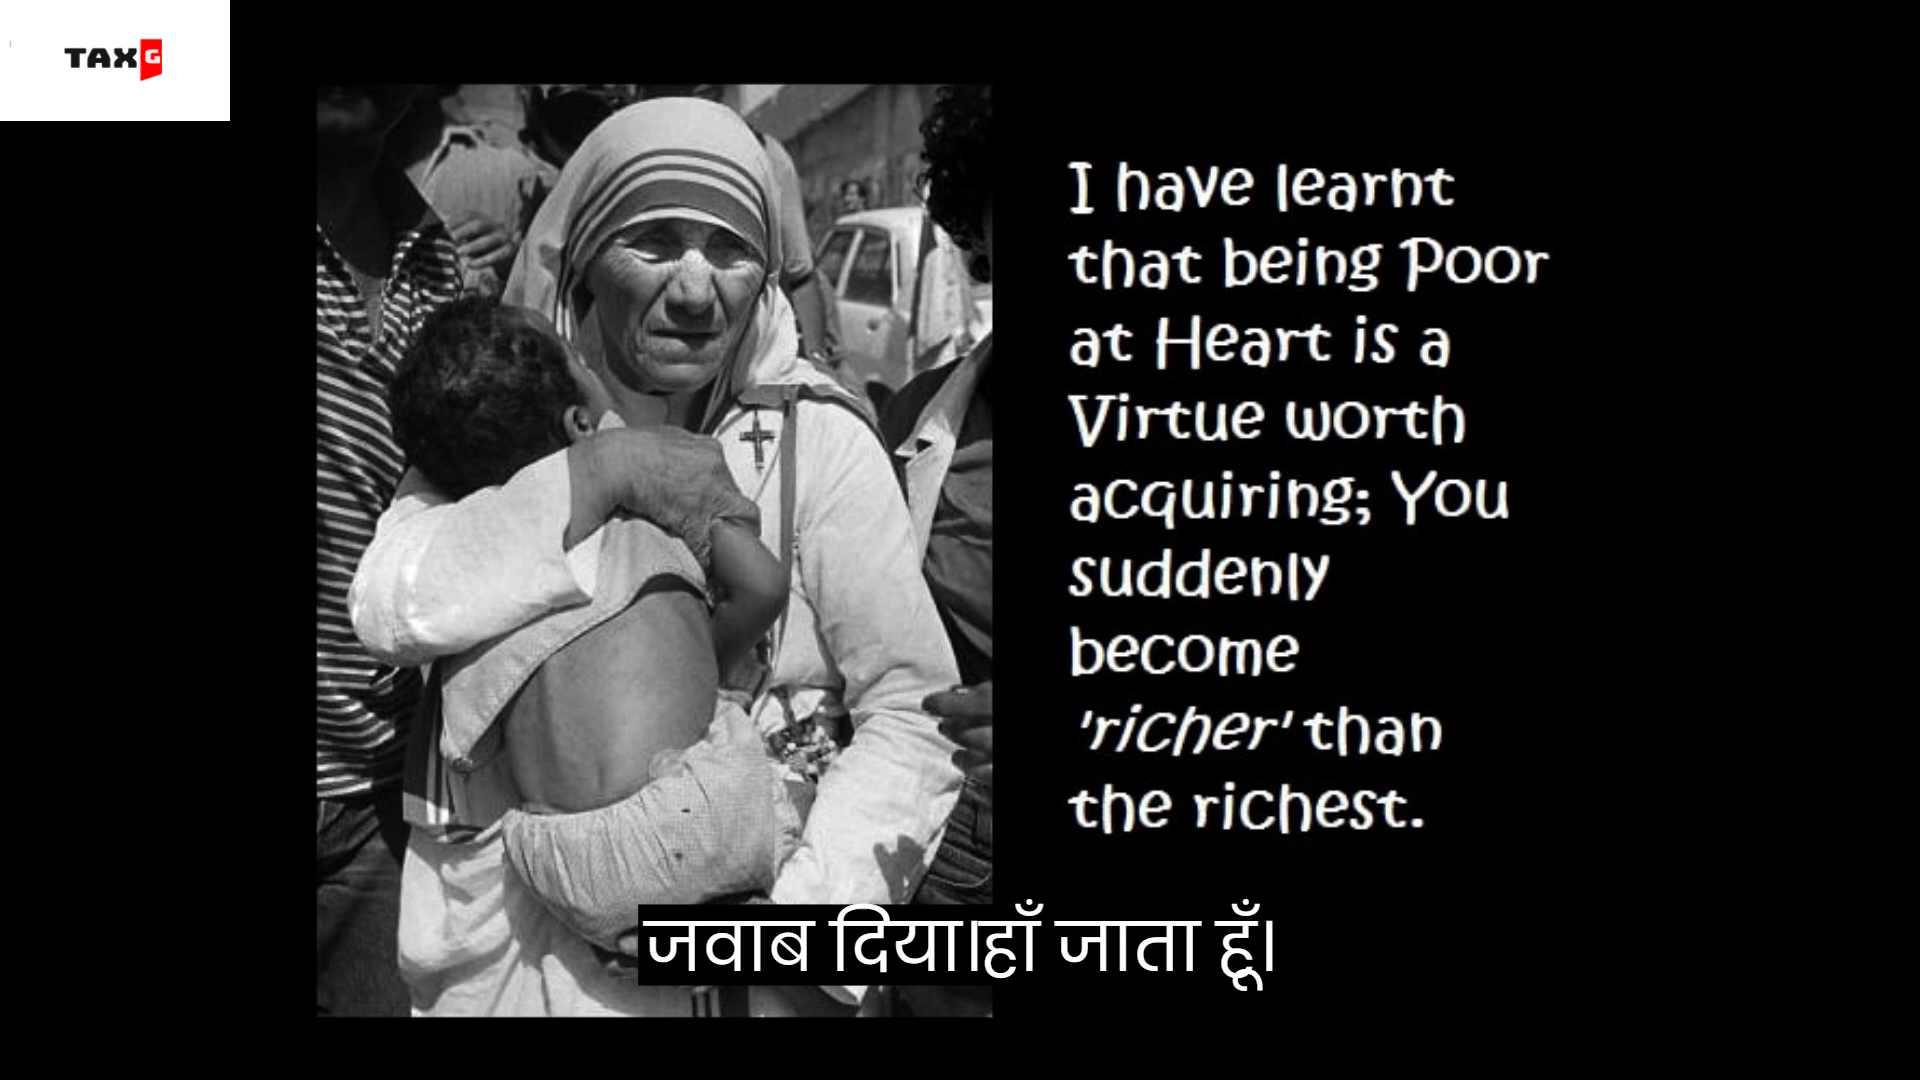 TAXG
I have learnt
that being Poor
at Heart is a
Virtue worth
acquiring; You
suddenly
become
'richer' than
the richest.
जवाब दिया।हाँ जाता हूँ।